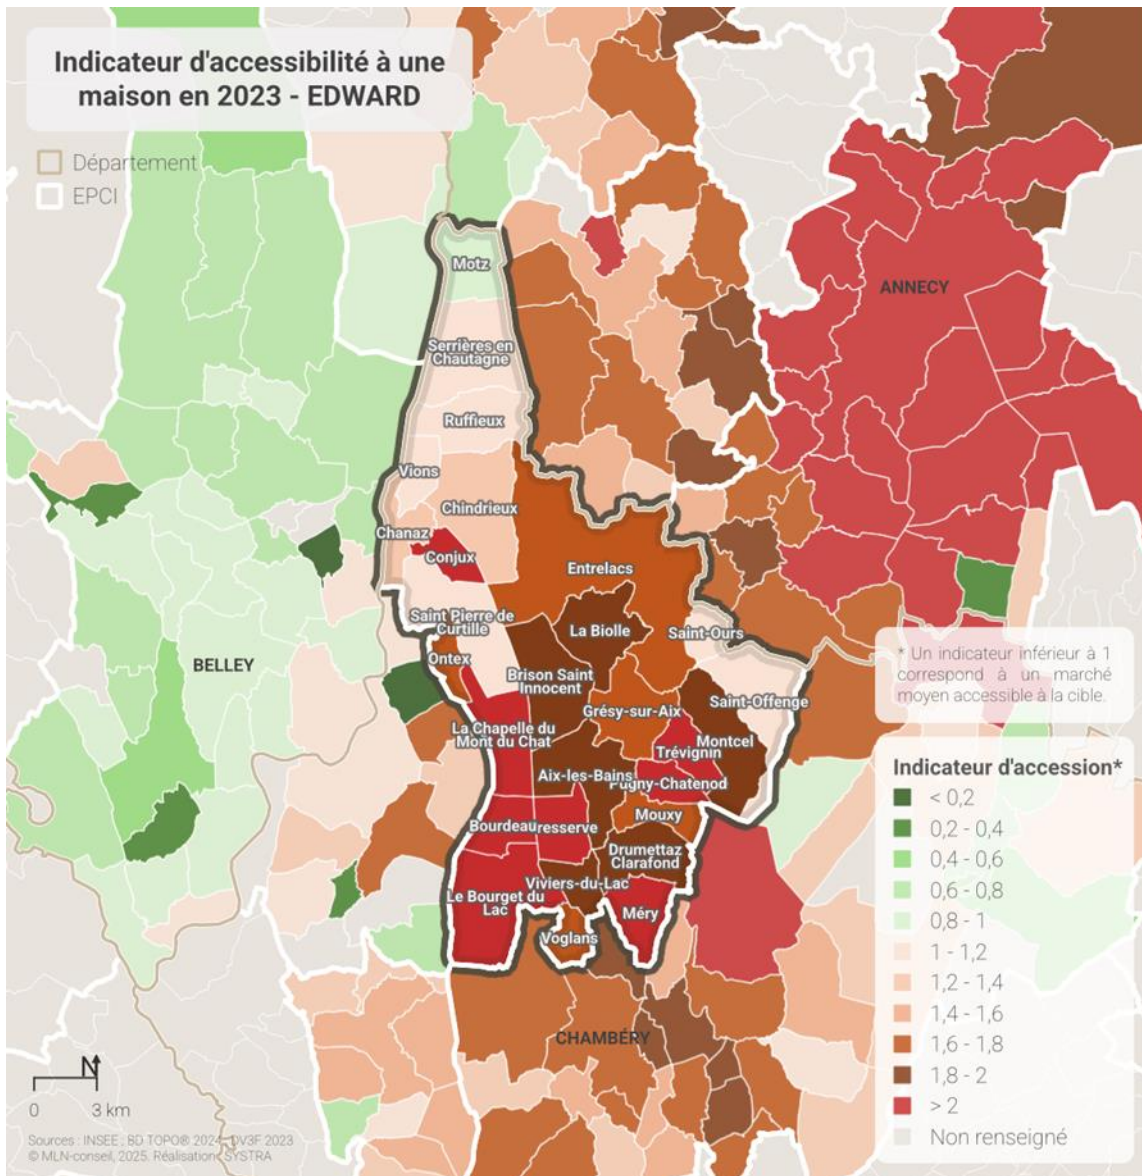 Indicateur d'accessibilité à une
maison en 2023 - EDWARD
Département
EPCI
Motz
ANNECY
Serrières en
Chautagne
Ruffieux
Vions
Chindrieux
Chanaz
Conjux
Entrelacs
Saint Pierre de
Curtille
La Biolle
Saint-Ours
BELLEY
Ontex
Brison Saint
Innocent
Saint-Offenge
Grésy-sur-Aix
La Chapelle du
Mont du Chat
Trévignin
Montcel
Aix-les-Bains
Pugny-Chatenod
Mouxy
Bourdeau
resserve
Drumettaz
Clarafond
Viviers-du-Lac
Le Bourget du
Lac
Méry
Voglans
CHAMBÉRY
* Un indicateur inférieur à 1
correspond à un marché
moyen accessible à la cible.
Indicateur d'accession*
< 0,2
0,2 - 0,4
0,4 - 0,6
0,6 - 0,8
0,8 - 1
1 - 1,2
1,2 - 1,4
1,4 - 1,6
1,6 - 1,8
1,8 - 2
> 2
Non renseigné
N
0 3 km
Sources : INSEE ; BD TOPO® 2024 ; DV3F 2023
© MLN-conseil, 2025. Réalisation : SYSTRA